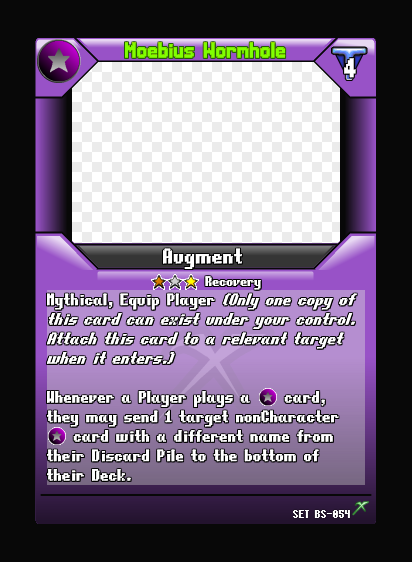 Moebius Wormhole
4
Augment
Recovery
Mythical, Equip Player (Only one copy of
this card can exist under your control.
Attach this card to a relevant target
when it enters.)
Whenever a Player plays a card,
they may send 1 target nonCharacter
card with a different name from
their Discard Pile to the bottom of
their Deck.
SET BS-054